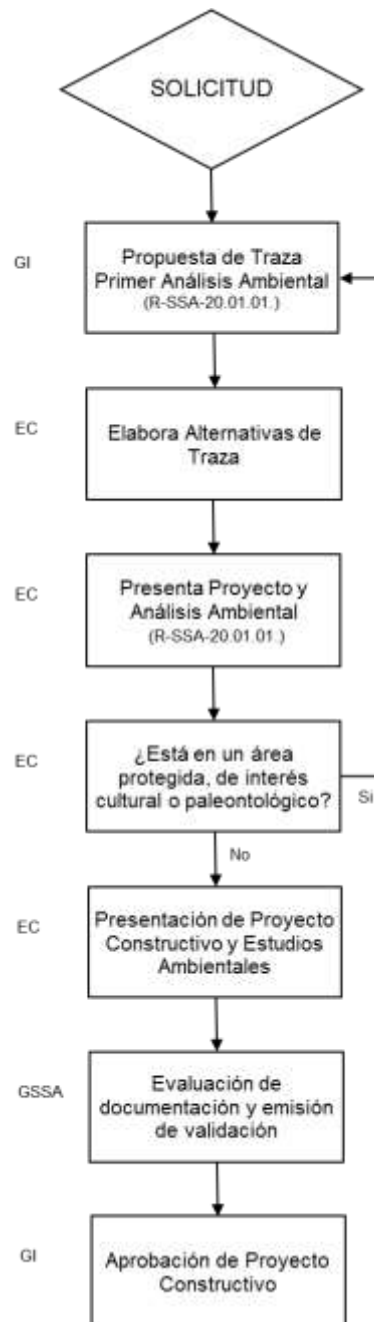 SOLICITUD
GI
Propuesta de Traza
Primer Análisis Ambiental
(R-SSA-20.01.01.)
EC
Elabora Alternativas de
Traza
EC
Presenta Proyecto y
Análisis Ambiental
(R-SSA-20.01.01.)
EC
¿Está en un área
protegida, de interés
cultural o paleontológico?
Si
No
EC
Presentación de Proyecto
Constructivo y Estudios
Ambientales
GSSA
Evaluación de
documentación y emisión
de validación
GI
Aprobación de Proyecto
Constructivo